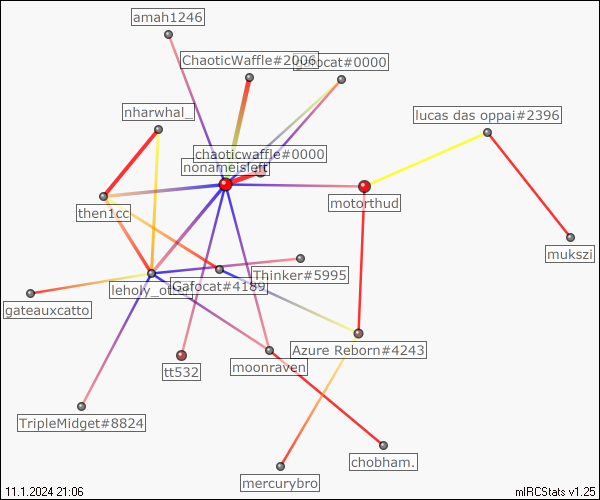 amah1246
ChaoticWaffle#2006
gafocat#0000
nharwhal_
lucas das oppai#2396
chaoticwaffle#0000
nonameisleft
motorthud
then1cc
mukszi
Thinker#5995
leholy_otter
Gafocat#4189
gateauxcatto
Azure Reborn#4243
moonraven
tt532
TripleMidget#8824
chobham.
mercurybro
11.1.2024 21:06
mIRCStats v1.25